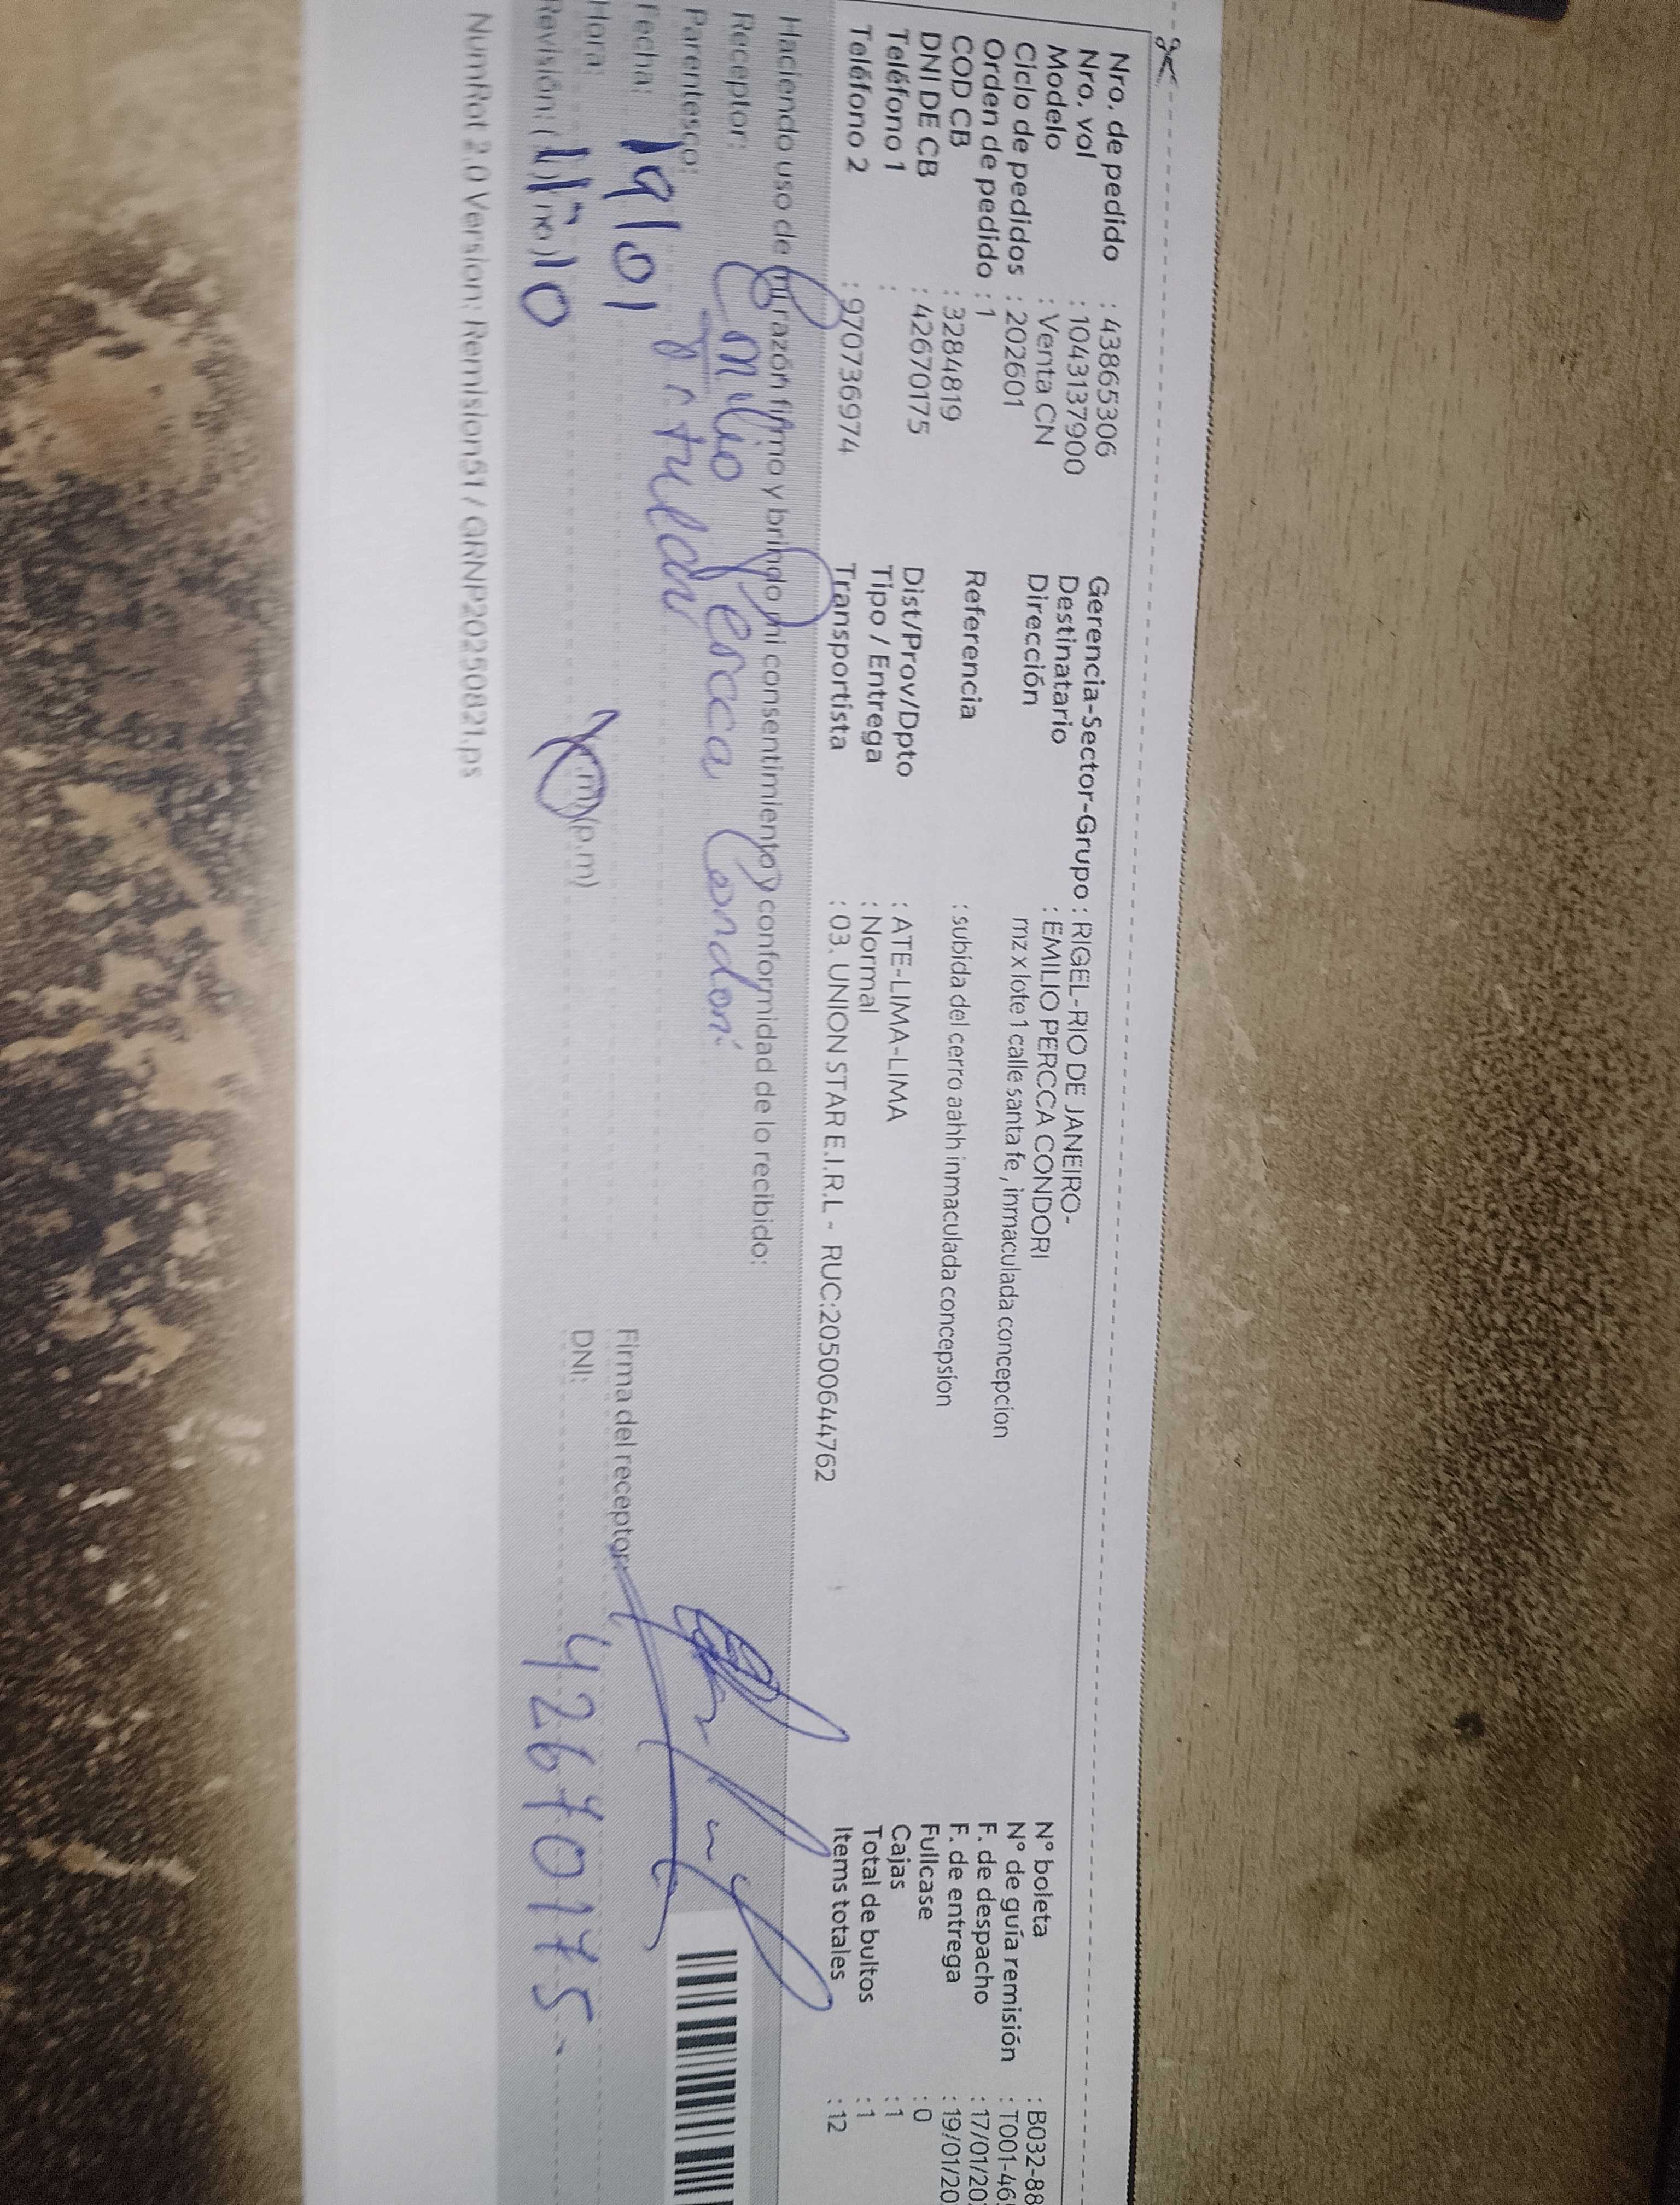 Nro. de pedido : 43865306
Nro. vol : 1043137900
Modelo : Venta CN
Ciclo de pedidos : 202601
Orden de pedido : 1
COD CB : 3284819
DNI DE CB : 42670175
Teléfono 1 :
Teléfono 2 : 970736974
Gerencia-Sector-Grupo : RIGEL-RIO DE JANEIRO-
Destinatario : EMILIO PERCCA CONDORI
Dirección mz x lote 1 calle santa fe , inmaculada concepcion
Referencia : subida del cerro aahh inmaculada concepsion
Dist/Prov/Dpto : ATE-LIMA-LIMA
Tipo / Entrega : Normal
Transportista : 03. UNION STAR E.I.R.L - RUC:20500644762
N° boleta : B032-88
N° de guía remisión : T001-46
F. de despacho : 17/01/20
F. de entrega : 19/01/20
Fullcase : 0
Cajas : 1
Total de bultos : 1
Items totales : 12
Haciendo uso de mi razón firmo y brindo mi consentimiento y conformidad de lo recibido:
Receptor: Emilio Percca Condori
Parentesco: Titular
Fecha: 19/01
Hora: (p.m)
Revisión:
Firma del receptor:
DNI: 42670175
NumRot 2.0 Version: Remision51 / GRNP20250821.ps